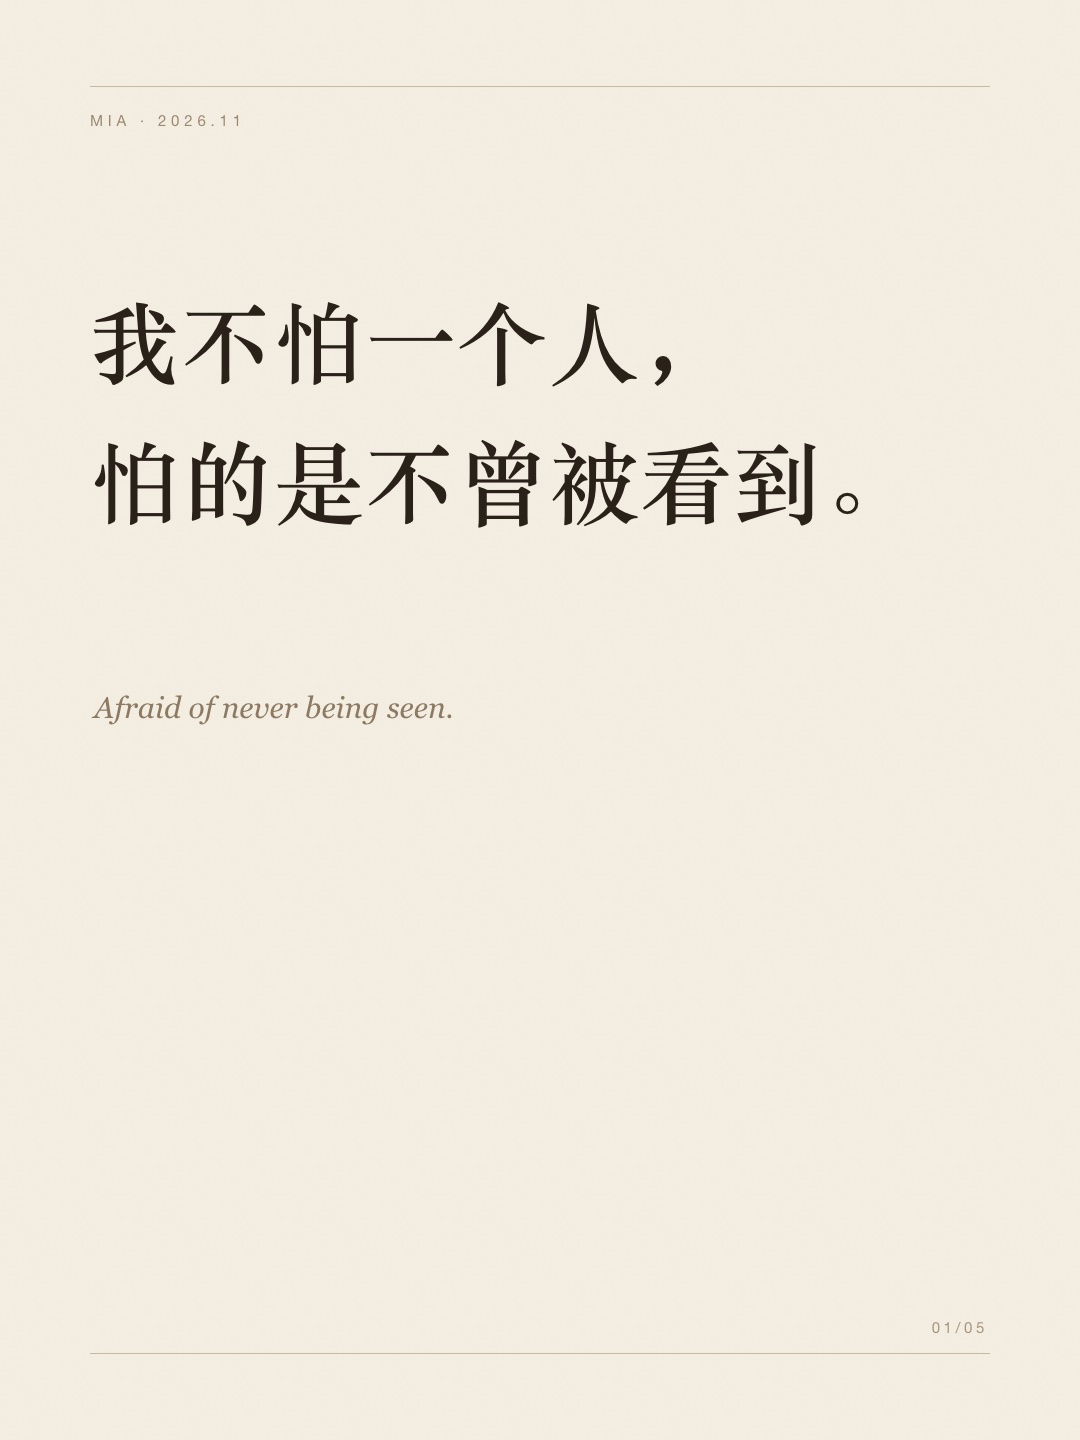 MIA · 2026.11
我不怕一个人，
怕的是不曾被看到。
Afraid of never being seen.
01/05